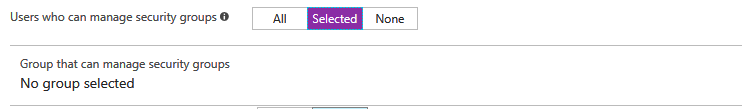 Users who can manage security groups
All Selected None
Group that can manage security groups
No group selected